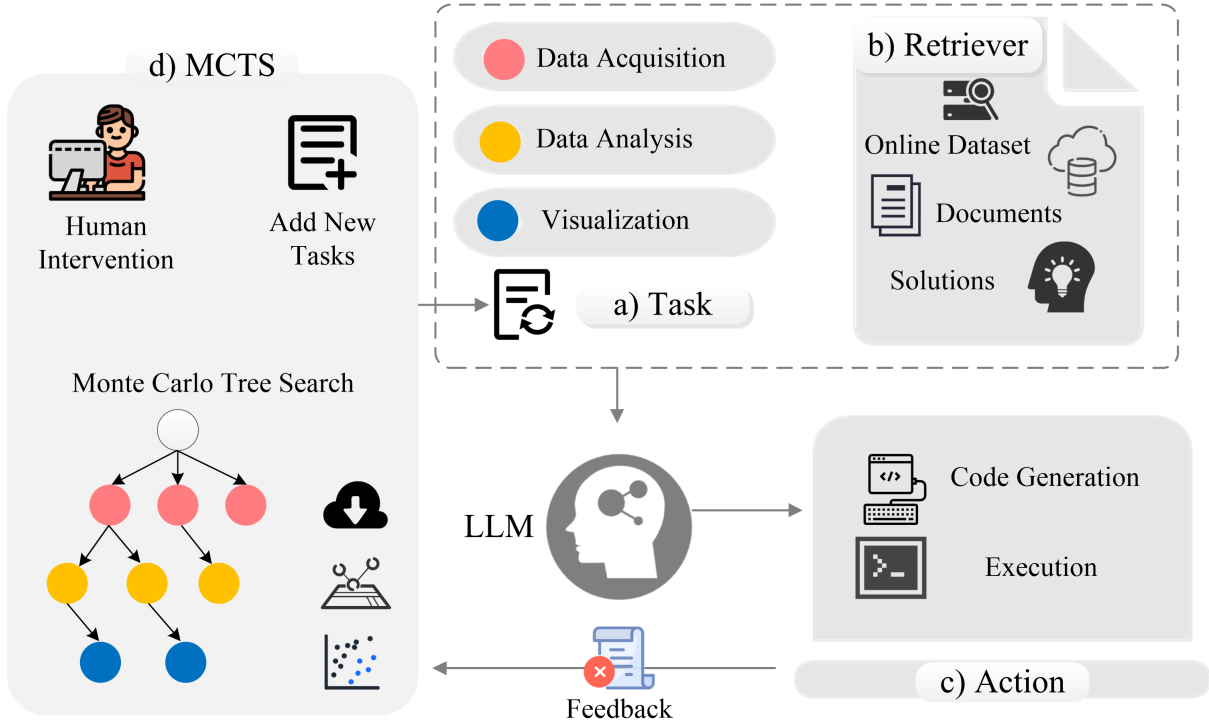 d) MCTS
Human
Intervention
Add New
Tasks
Monte Carlo Tree Search
Data Acquisition
Data Analysis
Visualization
a) Task
b) Retriever
Online Dataset
Documents
Solutions
LLM
</>
Code Generation
>_
Execution
c) Action
Feedback